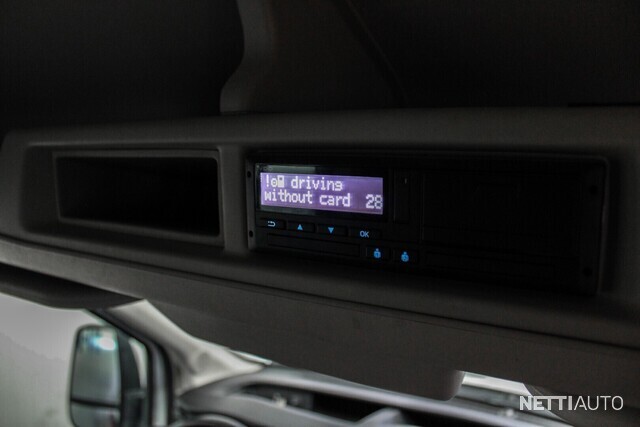 ! driving
without card 28
OK
NETTIAUTO